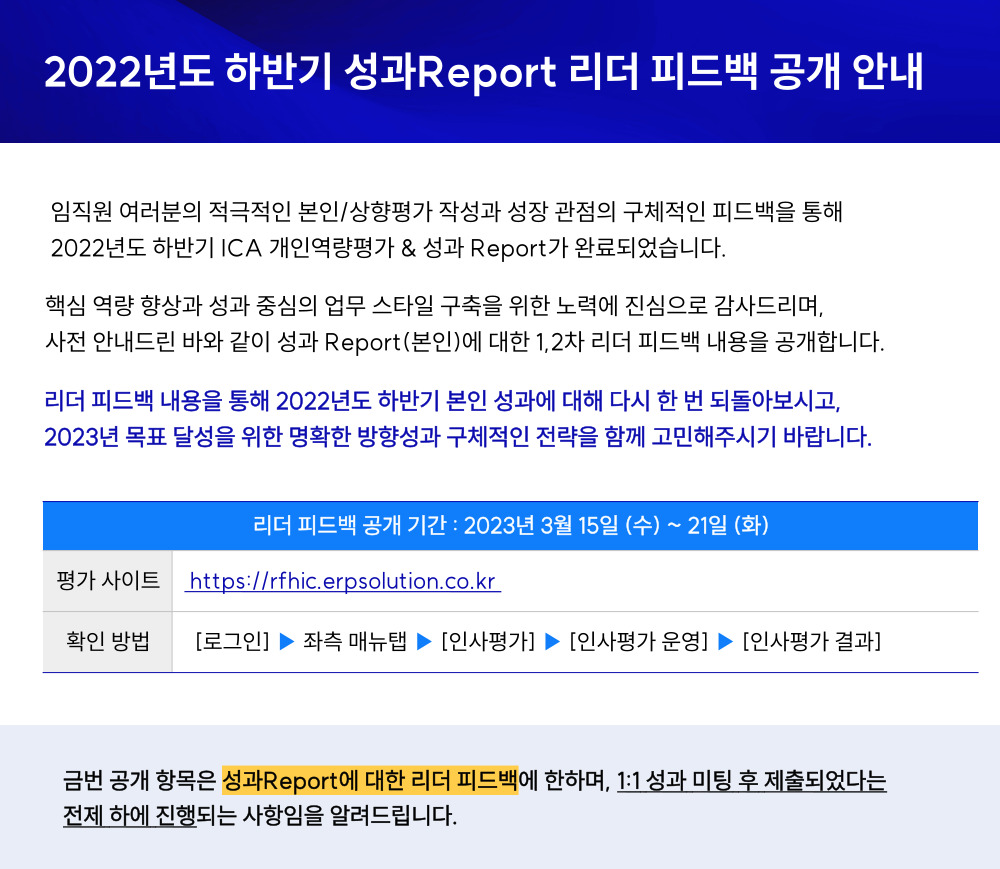 2022년도 하반기 성과Report 리더 피드백 공개 안내
임직원 여러분의 적극적인 본인/상향평가 작성과 성장 관점의 구체적인 피드백을 통해
2022년도 하반기 ICA 개인역량평가 & 성과 Report가 완료되었습니다.
핵심 역량 향상과 성과 중심의 업무 스타일 구축을 위한 노력에 진심으로 감사드리며,
사전 안내드린 바와 같이 성과 Report(본인)에 대한 1,2차 리더 피드백 내용을 공개합니다.
리더 피드백 내용을 통해 2022년도 하반기 본인 성과에 대해 다시 한 번 되돌아보시고,
2023년 목표 달성을 위한 명확한 방향성과 구체적인 전략을 함께 고민해주시기 바랍니다.
리더 피드백 공개 기간 : 2023년 3월 15일 (수) ~ 21일 (화)
평가 사이트 https://rfhic.erpsolution.co.kr
확인 방법 [로그인] ▶ 좌측 매뉴탭 ▶ [인사평가] ▶ [인사평가 운영] ▶ [인사평가 결과]
금번 공개 항목은 성과Report에 대한 리더 피드백에 한하며, 1:1 성과 미팅 후 제출되었다는
전제 하에 진행되는 사항임을 알려드립니다.